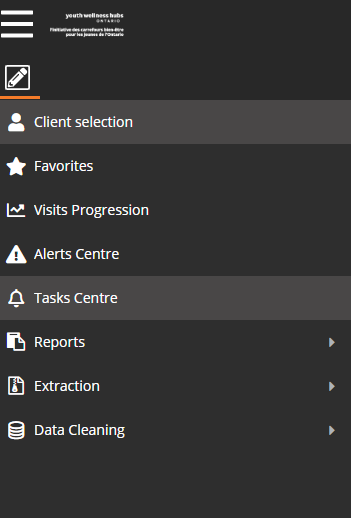 youth wellness hubs
ONTARIO
l'initiative des carrefours bien-être
pour les jeunes de l'Ontario
Client selection
Favorites
Visits Progression
Alerts Centre
Tasks Centre
Reports
Extraction
Data Cleaning